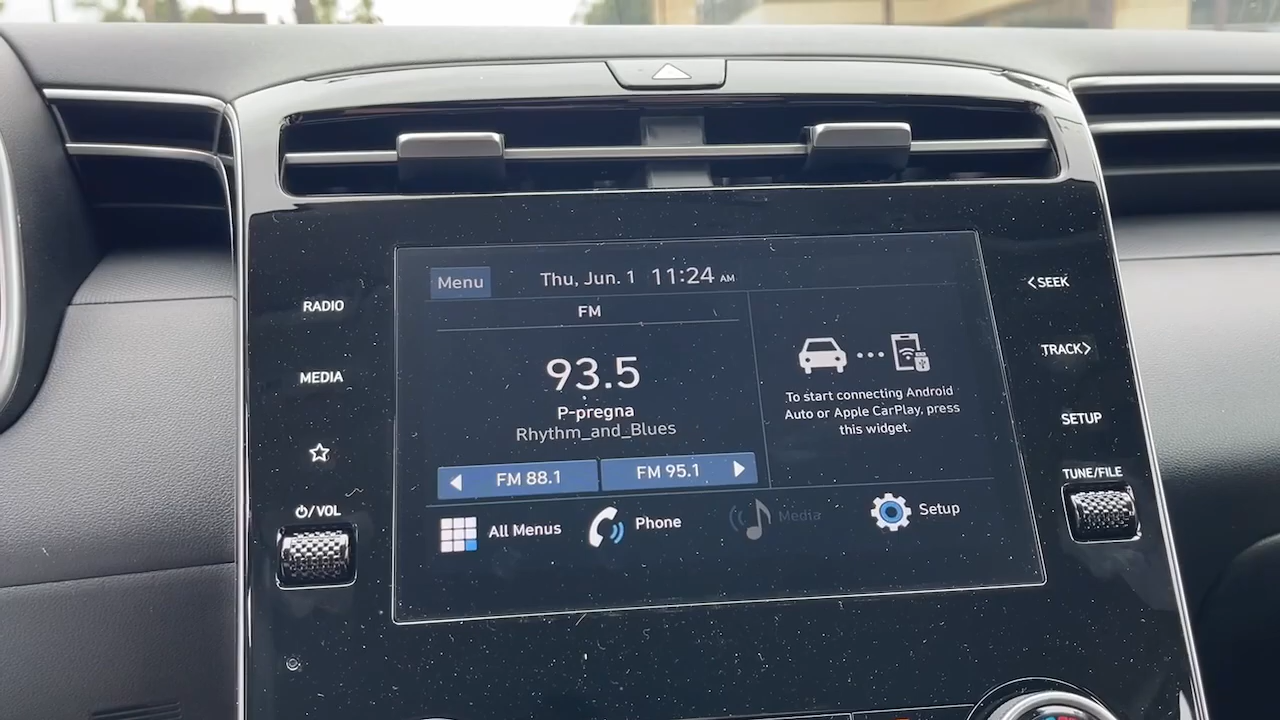 Menu
Thu, Jun. 1 11:24 AM
FM
93.5
P-pregna
Rhythm_and_Blues
FM 88.1
FM 95.1
To start connecting Android
Auto or Apple CarPlay, press
this widget.
All Menus
Phone
Media
Setup
RADIO
MEDIA
/VOL
<SEEK
TRACK>
SETUP
TUNE/FILE